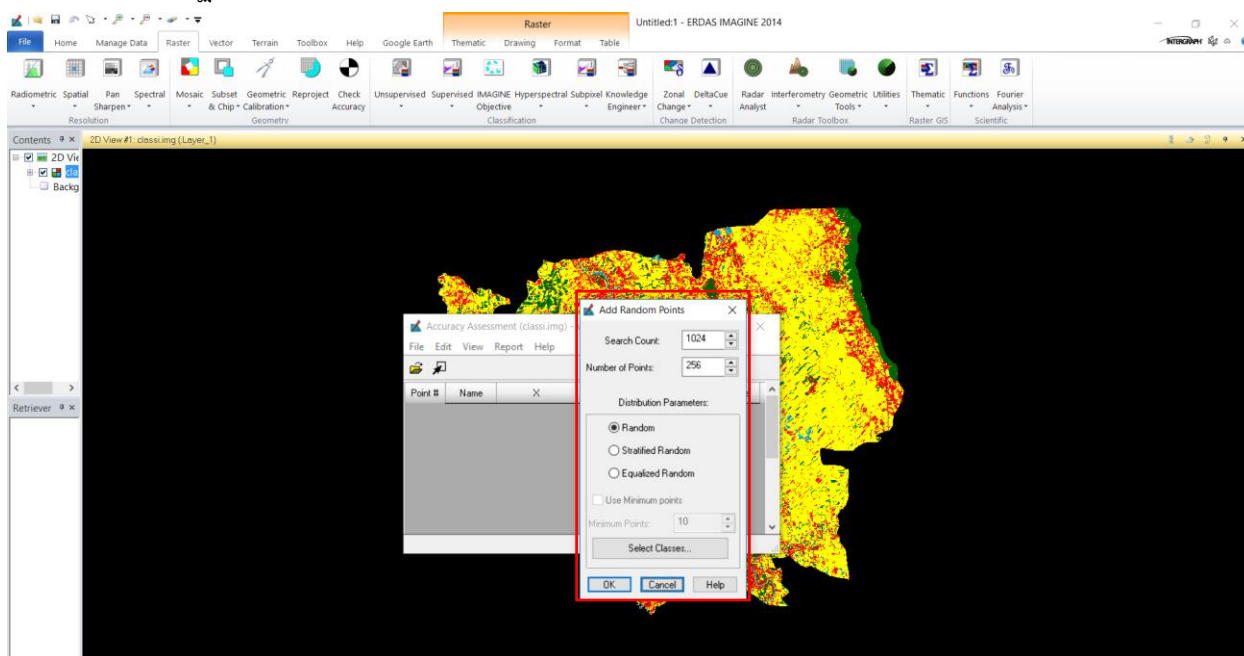 Raster
Untitled:1 - ERDAS IMAGINE 2014
File Home Manage Data Raster Vector Terrain Toolbox Help Google Earth Thematic Drawing Format Table
INTERGRAPH
Radiometric Spatial Pan Spectral Mosaic Subset Geometric Reproject Check Unsupervised Supervised IMAGINE Hyperspectral Subpixel Knowledge Zonal DeltaCue Radar Interferometry Geometric Utilities Thematic Functions Fourier
Sharpen & Chip Calibration Accuracy Objective Engineer Change Analyst Tools Analysis
Resolution Geometry Classification Change Detection Radar Toolbox Raster GIS Scientific
Contents 2D View #1: classi.img (:Layer_1)
2D Vie
cla
Backg
Retriever
Accuracy Assessment (classi.img) -
File Edit View Report Help
Point # Name X
Add Random Points
Search Count: 1024
Number of Points: 256
Distribution Parameters:
Random
Stratified Random
Equalized Random
Use Minimum points
Minimum Points: 10
Select Classes...
OK Cancel Help